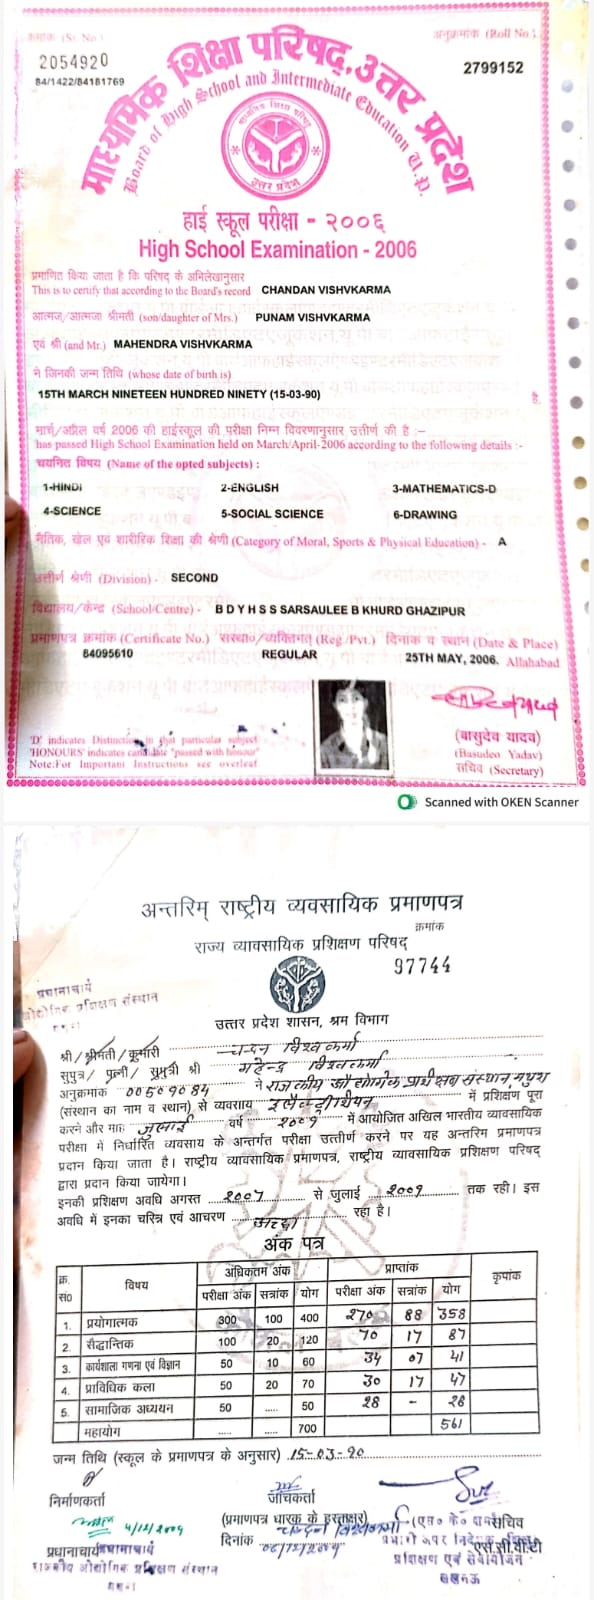 क्रमांक (Sr. No.)
अनुक्रमांक (Roll No.)
2054920
2799152
84/1422/84181769
माध्यमिक शिक्षा परिषद्, उत्तर प्रदेश
Board of High School and Intermediate Education U.P.
उत्तर प्रदेश
हाई स्कूल परीक्षा - २००६
High School Examination - 2006
प्रमाणित किया जाता है कि परिषद् के अभिलेखानुसार
This is to certify that according to the Board's record CHANDAN VISHVKARMA
आत्मज/आत्मजा श्रीमती (son/daughter of Mrs.) PUNAM VISHVKARMA
एवं श्री (and Mr.) MAHENDRA VISHVKARMA
ने जिनकी जन्म तिथि (whose date of birth is)
15TH MARCH NINETEEN HUNDRED NINETY (15-03-90) है,
मार्च/अप्रैल वर्ष 2006 की हाईस्कूल की परीक्षा निम्न विवरणानुसार उत्तीर्ण की है :-
has passed High School Examination held on March/April-2006 according to the following details :-
चयनित विषय (Name of the opted subjects) :
1-HINDI 2-ENGLISH 3-MATHEMATICS-D
4-SCIENCE 5-SOCIAL SCIENCE 6-DRAWING
नैतिक, खेल एवं शारीरिक शिक्षा की श्रेणी (Category of Moral, Sports & Physical Education) - A
उत्तीर्ण श्रेणी (Division) - SECOND
विद्यालय/केन्द्र (School/Centre) - B D Y H S S SARSAULEE B KHURD GHAZIPUR
प्रमाणपत्र क्रमांक (Certificate No.) संस्था०/व्यक्तिगत (Reg./Pvt.) दिनांक व स्थान (Date & Place)
84095610 REGULAR 25TH MAY, 2006. Allahabad
'D' indicates Distinction in that particular subject
'HONOURS' indicates candidate "passed with honour"
Note:For Important Instructions see overleaf
(बासुदेव यादव)
(Basudeo Yadav)
सचिव (Secretary)
Scanned with OKEN Scanner
अन्तरिम् राष्ट्रीय व्यवसायिक प्रमाणपत्र
क्रमांक
राज्य व्यावसायिक प्रशिक्षण परिषद्
97744
प्रधानाचार्य
औद्योगिक प्रशिक्षण संस्थान
उत्तर प्रदेश शासन, श्रम विभाग
श्री/श्रीमती/कुमारी चन्दन विश्वकर्मा
सुपुत्र/पुत्नी/सुपुत्री श्री महेन्द्र विश्वकर्मा
अनुक्रमांक 00509084 ने राजकीय औद्योगिक प्रशिक्षण संस्थान,
(संस्थान का नाम व स्थान) से व्यवसाय इलैक्ट्रीशियन में प्रशिक्षण पूरा
करने और माह जुलाई वर्ष २००९ में आयोजित अखिल भारतीय व्यावसायिक
परीक्षा में निर्धारित व्यवसाय के अन्तर्गत परीक्षा उत्तीर्ण करने पर यह अन्तरिम प्रमाणपत्र
प्रदान किया जाता है। राष्ट्रीय व्यावसायिक प्रमाणपत्र, राष्ट्रीय व्यावसायिक प्रशिक्षण परिषद्
द्वारा प्रदान किया जायेगा।
इनकी प्रशिक्षण अवधि अगस्त २००७ से जुलाई २००९ तक रही। इस
अवधि में इनका चरित्र एवं आचरण अच्छा रहा है।
अंक पत्र
क्र. सं० विषय अधिकतम अंक प्राप्तांक कृपांक
परीक्षा अंक सत्रांक योग परीक्षा अंक सत्रांक योग
1. प्रयोगात्मक 300 100 400 270 88 358
2. सैद्धान्तिक 100 20 120 70 17 87
3. कार्यशाला गणना एवं विज्ञान 50 10 60 34 07 41
4. प्राविधिक कला 50 20 70 30 17 47
5. सामाजिक अध्ययन 50 ..... 50 28 - 28
महायोग ..... ..... 700 561
जन्म तिथि (स्कूल के प्रमाणपत्र के अनुसार) 15-03-90
निर्माणकर्ता जाँचकर्ता
(प्रमाणपत्र धारक के हस्ताक्षर) चन्दन विश्वकर्मा सचिव
4/12/2009
प्रधानाचार्य दिनांक 08/12/2009 एस.सी.वी.टी
प्रधानाचार्य
राजकीय औद्योगिक प्रशिक्षण संस्थान
प्रशिक्षण एवं सेवायोजन
लखनऊ